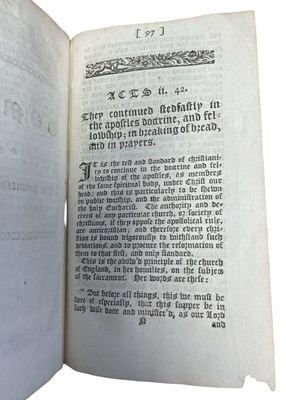 [ 97 ]
ACTS ii. 42.
They continued stedfastly in
the apostles doctrine, and fel-
lowship; in breaking of bread,
and in prayers.
IT is the test and standard of christiani-
ty to continue in the doctrine and fel-
lowship of the apostles, as members
of the same spiritual body, under Christ our
head; and this is particularly to be shewn
in public worship, and the administration of
the holy Eucharist. The authority and de-
crees of any particular church, or society of
christians, if they oppose the apostolical rule,
are antichristian; and therefore every chri-
stian is bound vigorously to withstand such
deviations, and to promote the reformation of
them to that first, and only standard.
This is the avow'd principle of the church
of England, in her homilies, on the subject
of the sacrament. Her words are these:
“ But before all things, this we must be
sure of especially, that this supper be in
such wise done and minister'd, as our Lord
N and